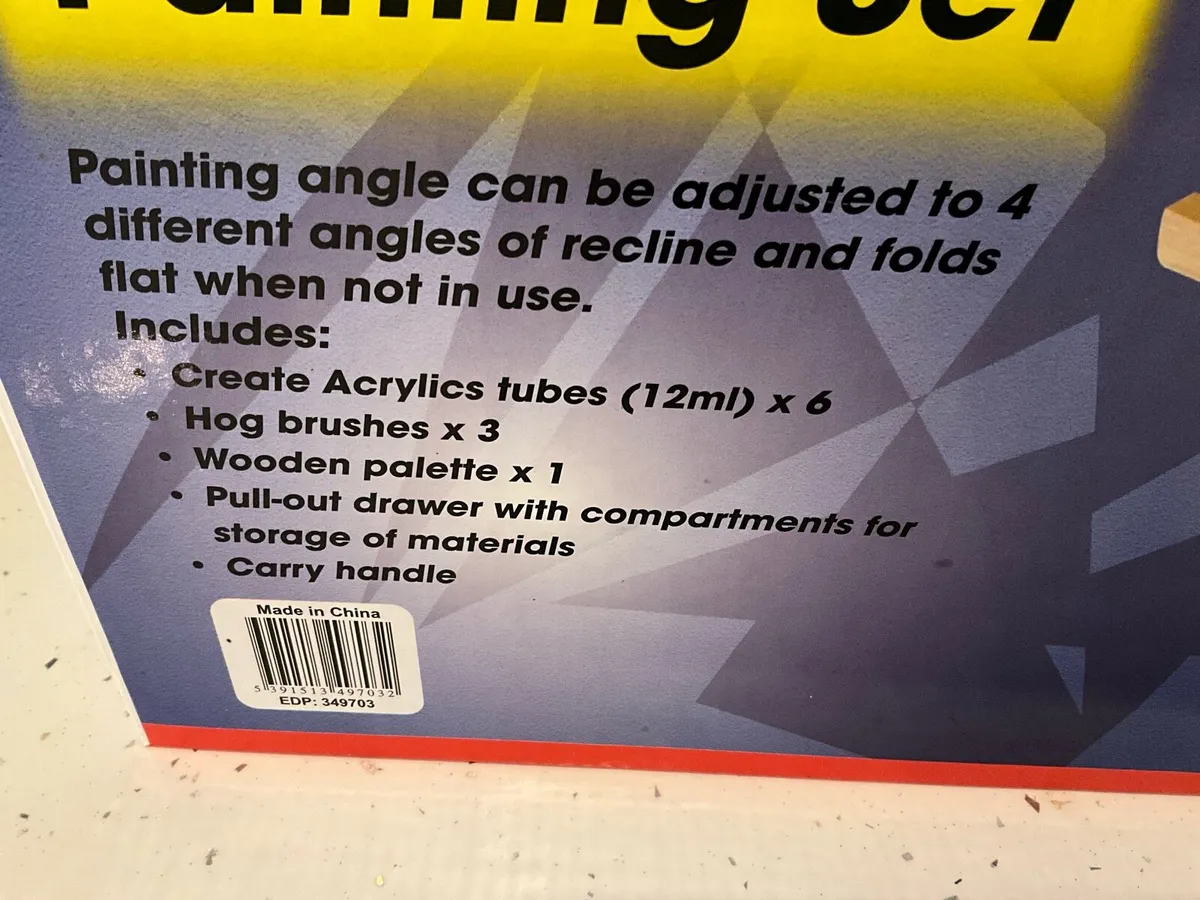 Painting Set
Painting angle can be adjusted to 4
different angles of recline and folds
flat when not in use.
Includes:
• Create Acrylics tubes (12ml) x 6
• Hog brushes x 3
• Wooden palette x 1
• Pull-out drawer with compartments for
storage of materials
• Carry handle
Made in China
5 391513 497032
EDP: 349703